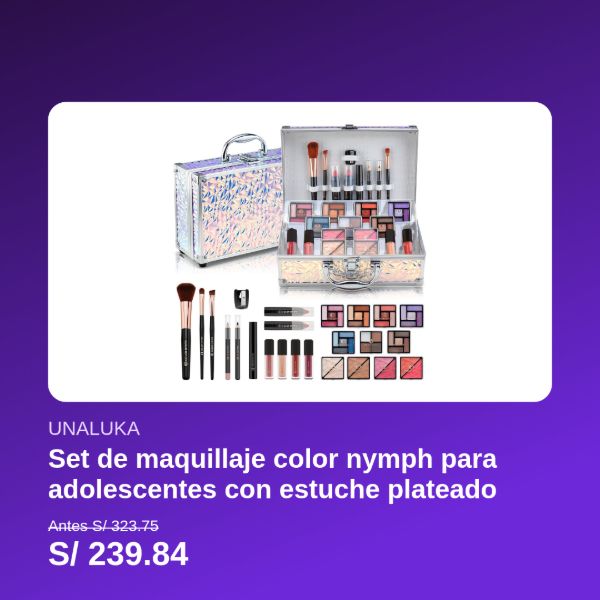 UNALUKA
Set de maquillaje color nymph para
adolescentes con estuche plateado
Antes S/ 323.75
S/ 239.84